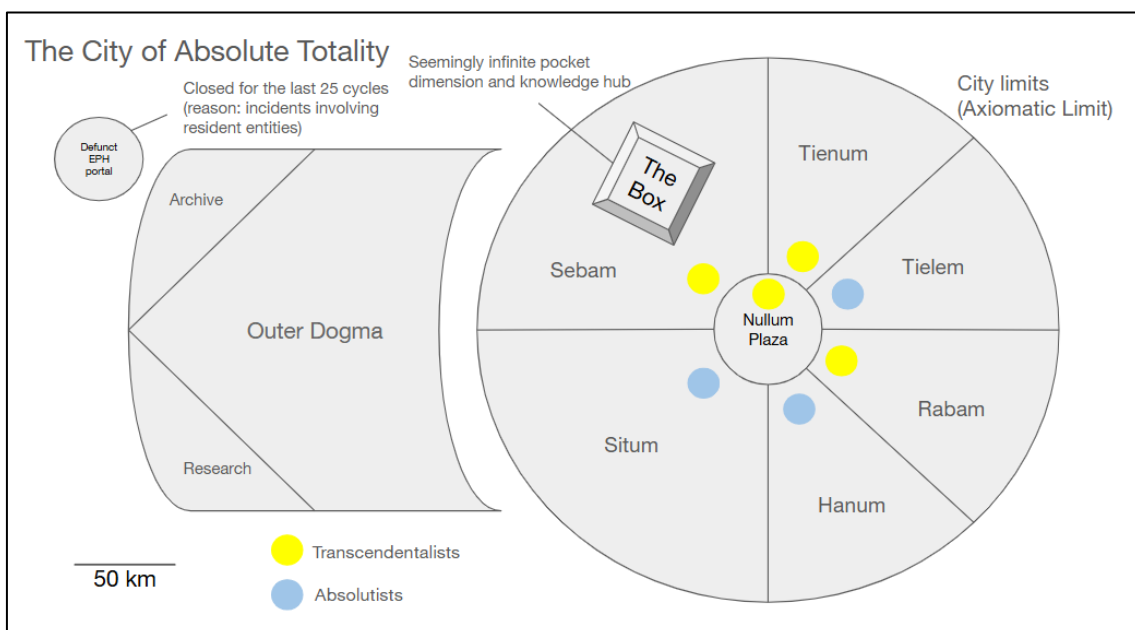 The City of Absolute Totality
Closed for the last 25 cycles
(reason: incidents involving
resident entities)
Defunct
EPH
portal
Archive
Outer Dogma
Research
50 km
Seemingly infinite pocket
dimension and knowledge hub
City limits
(Axiomatic Limit)
The
Box
Tienum
Sebam
Tielem
Nullum
Plaza
Situm
Rabam
Hanum
Transcendentalists
Absolutists